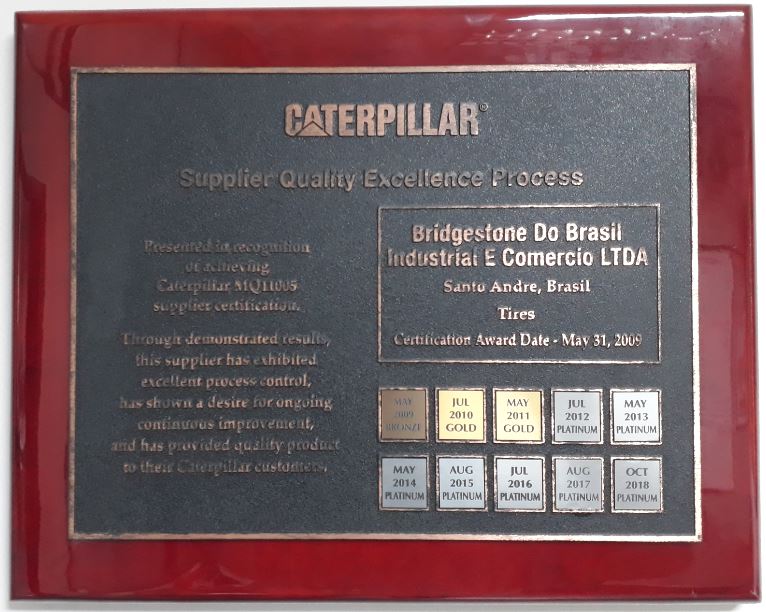 CATERPILLAR®
Supplier Quality Excellence Process
Presented in recognition
of achieving
Caterpillar MQ11005
supplier certification.
Through demonstrated results,
this supplier has exhibited
excellent process control,
has shown a desire for ongoing
continuous improvement,
and has provided quality product
to their Caterpillar customers.
Bridgestone Do Brasil
Industrial E Comercio LTDA
Santo Andre, Brasil
Tires
Certification Award Date - May 31, 2009
MAY
2009
BRONZE
JUL
2010
GOLD
MAY
2011
GOLD
JUL
2012
PLATINUM
MAY
2013
PLATINUM
MAY
2014
PLATINUM
AUG
2015
PLATINUM
JUL
2016
PLATINUM
AUG
2017
PLATINUM
OCT
2018
PLATINUM